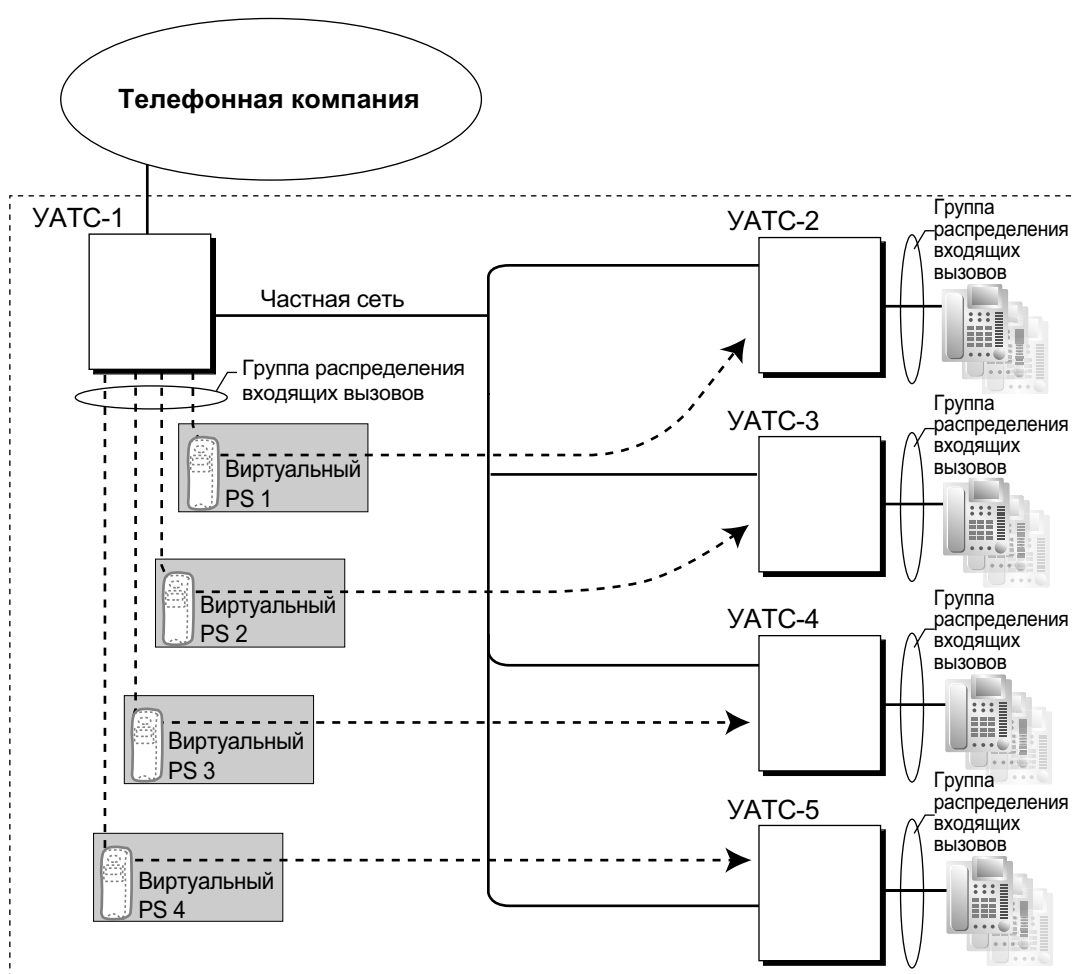 Телефонная компания
УАТС-1
Частная сеть
Группа распределения
входящих вызовов
Виртуальный
PS 1
Виртуальный
PS 2
Виртуальный
PS 3
Виртуальный
PS 4
УАТС-2
Группа
распределения
входящих
вызовов
УАТС-3
Группа
распределения
входящих
вызовов
УАТС-4
Группа
распределения
входящих
вызовов
УАТС-5
Группа
распределения
входящих
вызовов